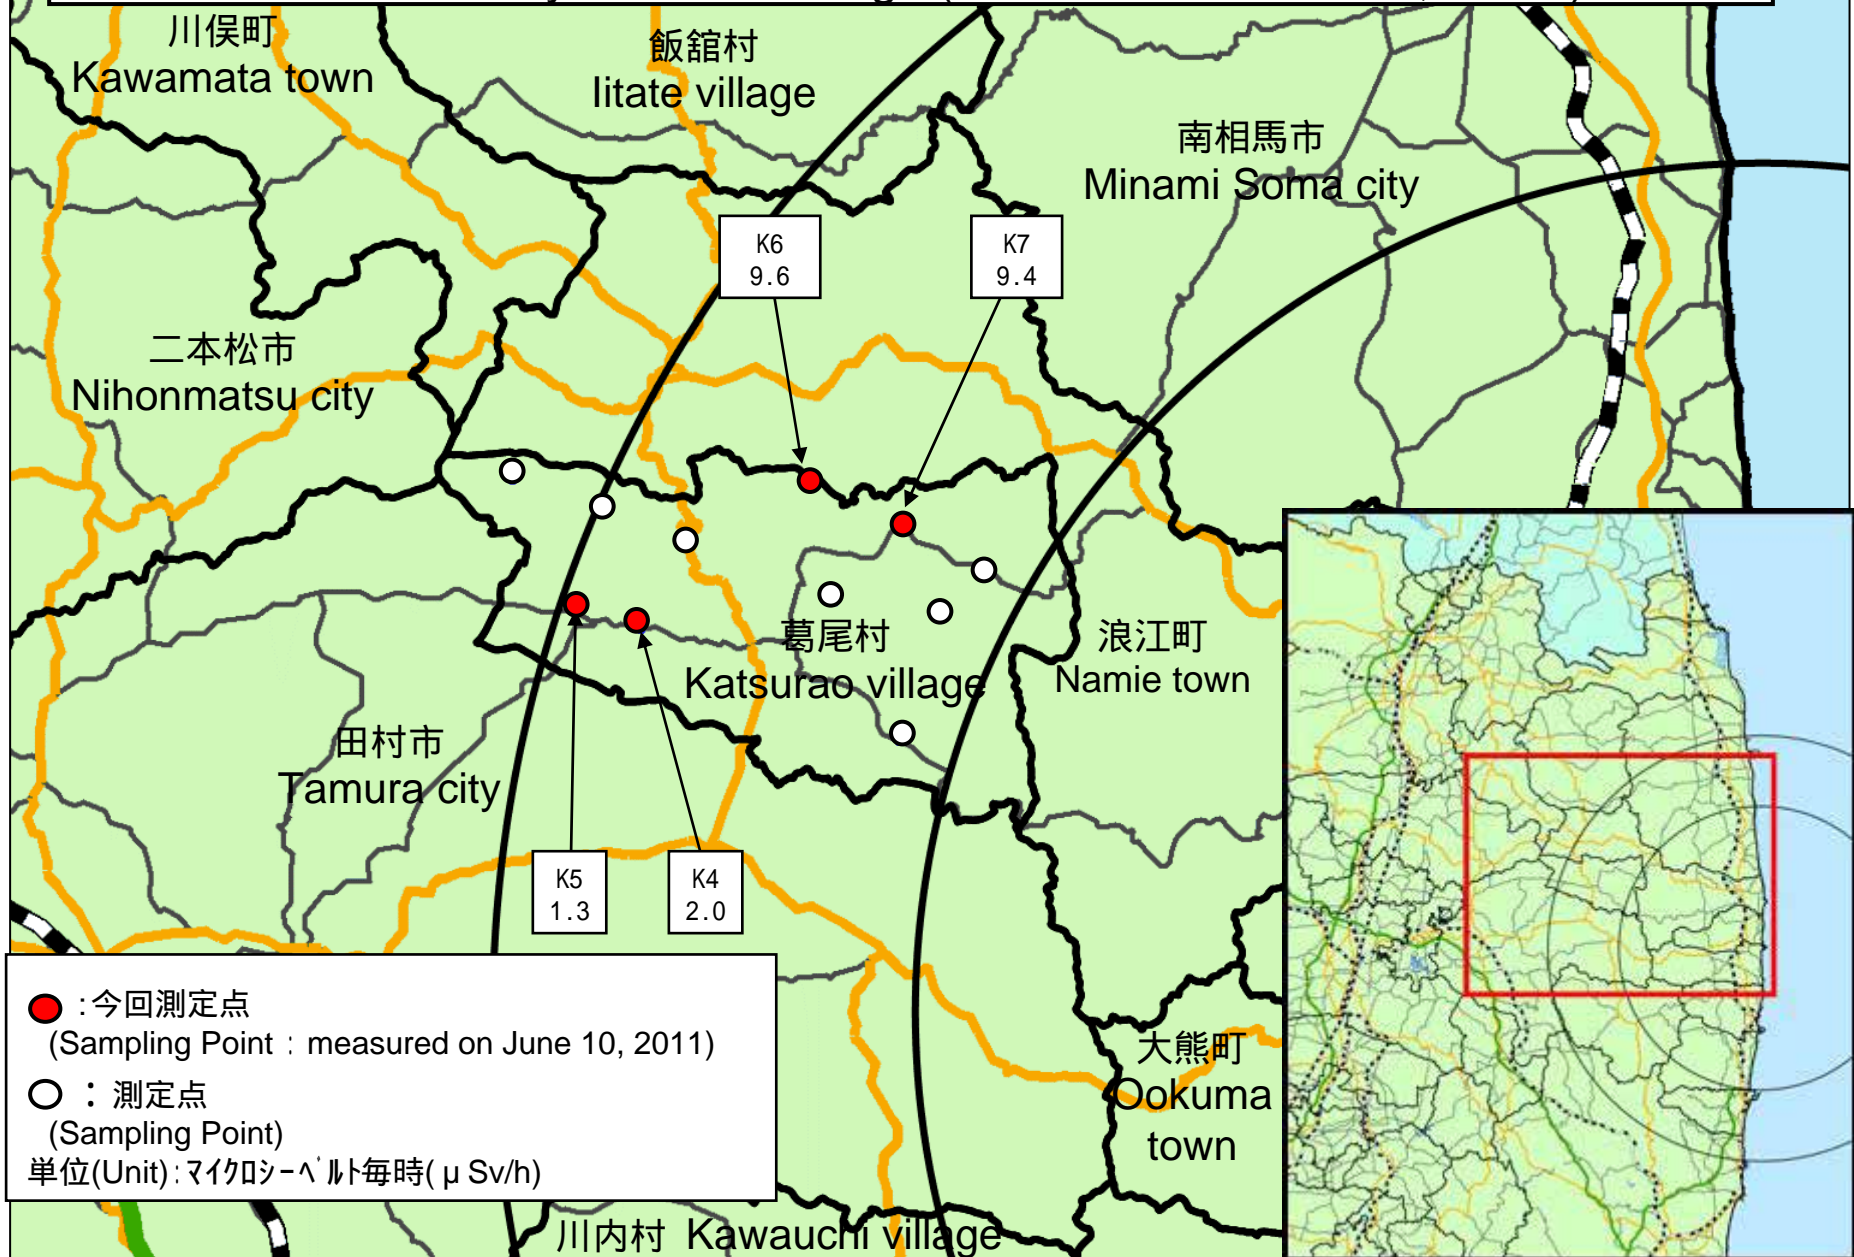 川俣町
Kawamata town
飯舘村
Iitate village
南相馬市
Minami Soma city
K6
9.6
K7
9.4
二本松市
Nihonmatsu city
葛尾村
Katsurao village
浪江町
Namie town
田村市
Tamura city
K5
1.3
K4
2.0
:今回測定点
(Sampling Point : measured on June 10, 2011)
: 測定点
(Sampling Point)
単位(Unit):マイクロシーベルト毎時(μSv/h)
大熊町
Ookuma
town
川内村 Kawauchi village